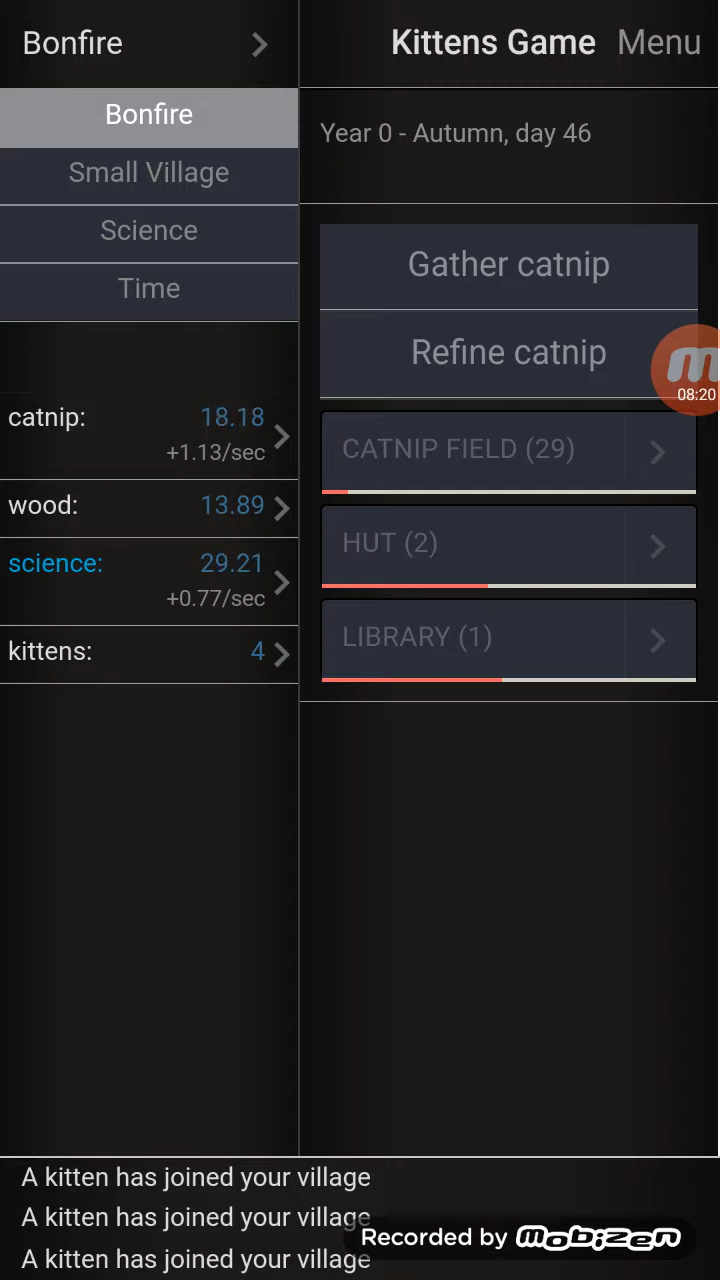 Bonfire
Kittens Game Menu
Bonfire
Small Village
Science
Time
Year 0 - Autumn, day 46
Gather catnip
Refine catnip
08:20
CATNIP FIELD (29)
HUT (2)
LIBRARY (1)
catnip: 18.18
+1.13/sec
wood: 13.89
science: 29.21
+0.77/sec
kittens: 4
A kitten has joined your village
A kitten has joined your village
A kitten has joined your village
Recorded by mobizen